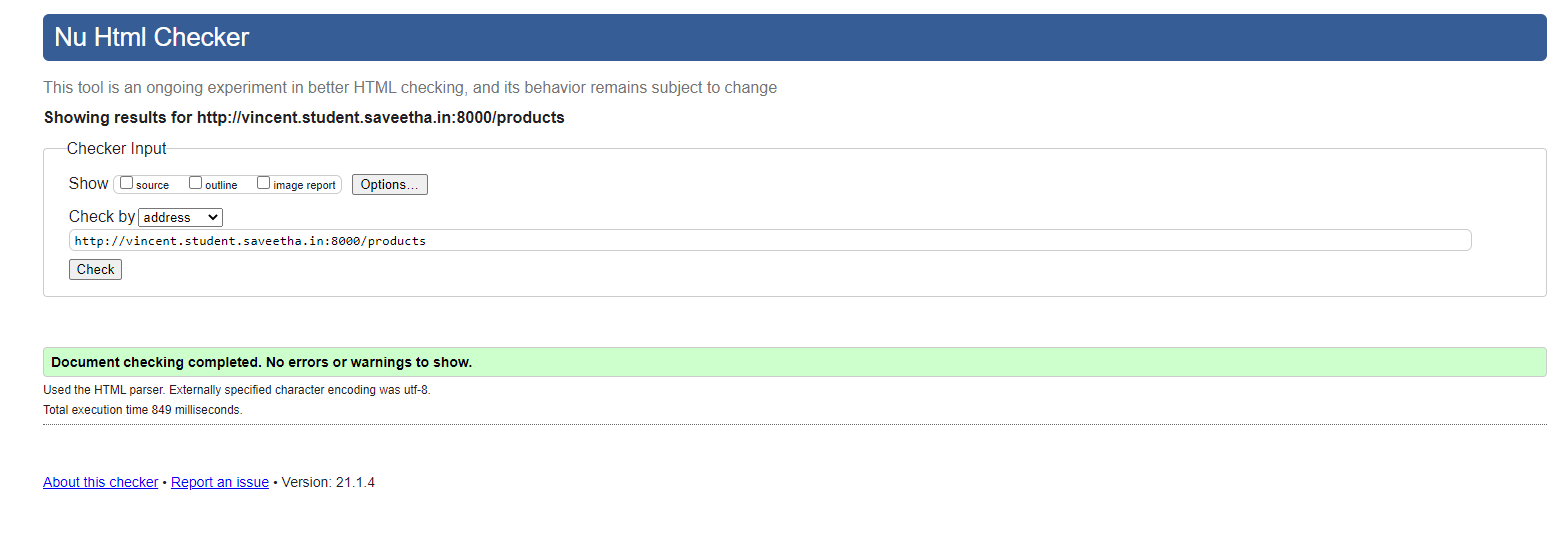 Nu Html Checker
This tool is an ongoing experiment in better HTML checking, and its behavior remains subject to change
Showing results for http://vincent.student.saveetha.in:8000/products
Checker Input
Show source outline image report Options...
Check by address
http://vincent.student.saveetha.in:8000/products
Check
Document checking completed. No errors or warnings to show.
Used the HTML parser. Externally specified character encoding was utf-8.
Total execution time 849 milliseconds.
About this checker • Report an issue • Version: 21.1.4